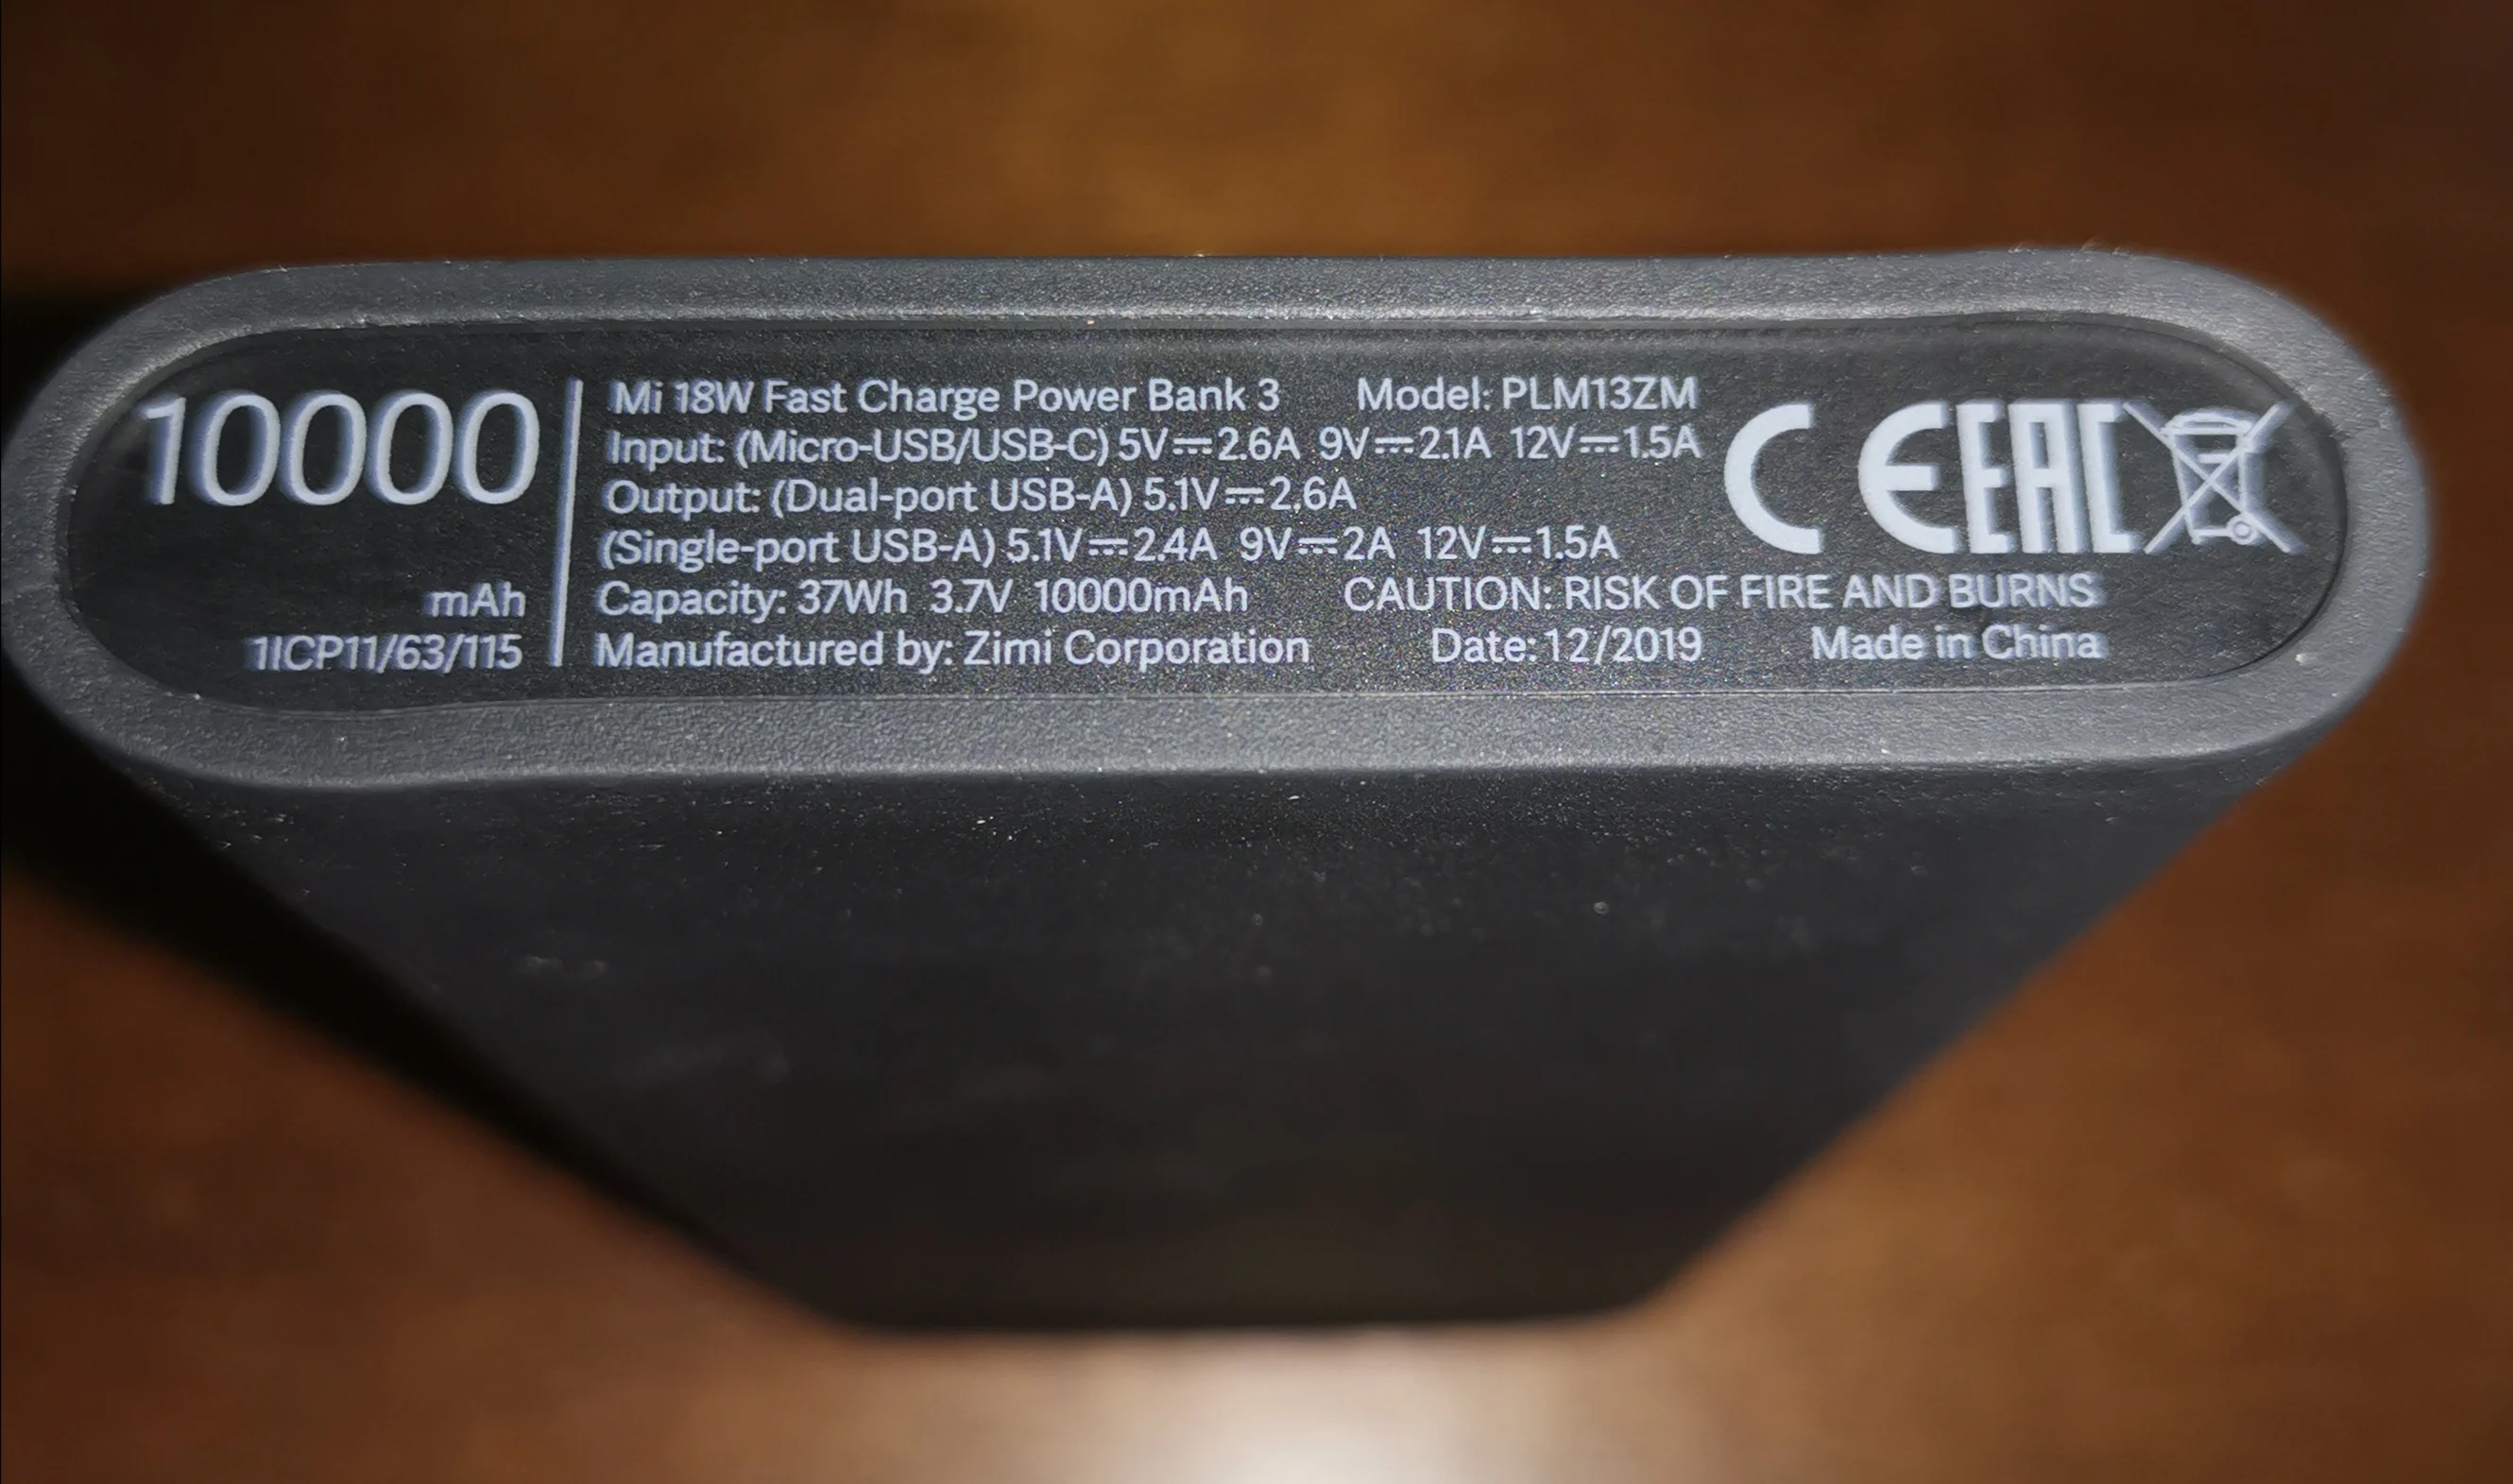 10000
mAh
1ICP11/63/115
Mi 18W Fast Charge Power Bank 3 Model: PLM13ZM
Input: (Micro-USB/USB-C) 5V⎓2.6A 9V⎓2.1A 12V⎓1.5A
Output: (Dual-port USB-A) 5.1V⎓2.6A
(Single-port USB-A) 5.1V⎓2.4A 9V⎓2A 12V⎓1.5A
Capacity: 37Wh 3.7V 10000mAh CAUTION: RISK OF FIRE AND BURNS
Manufactured by: Zimi Corporation Date: 12/2019 Made in China
CE EAC